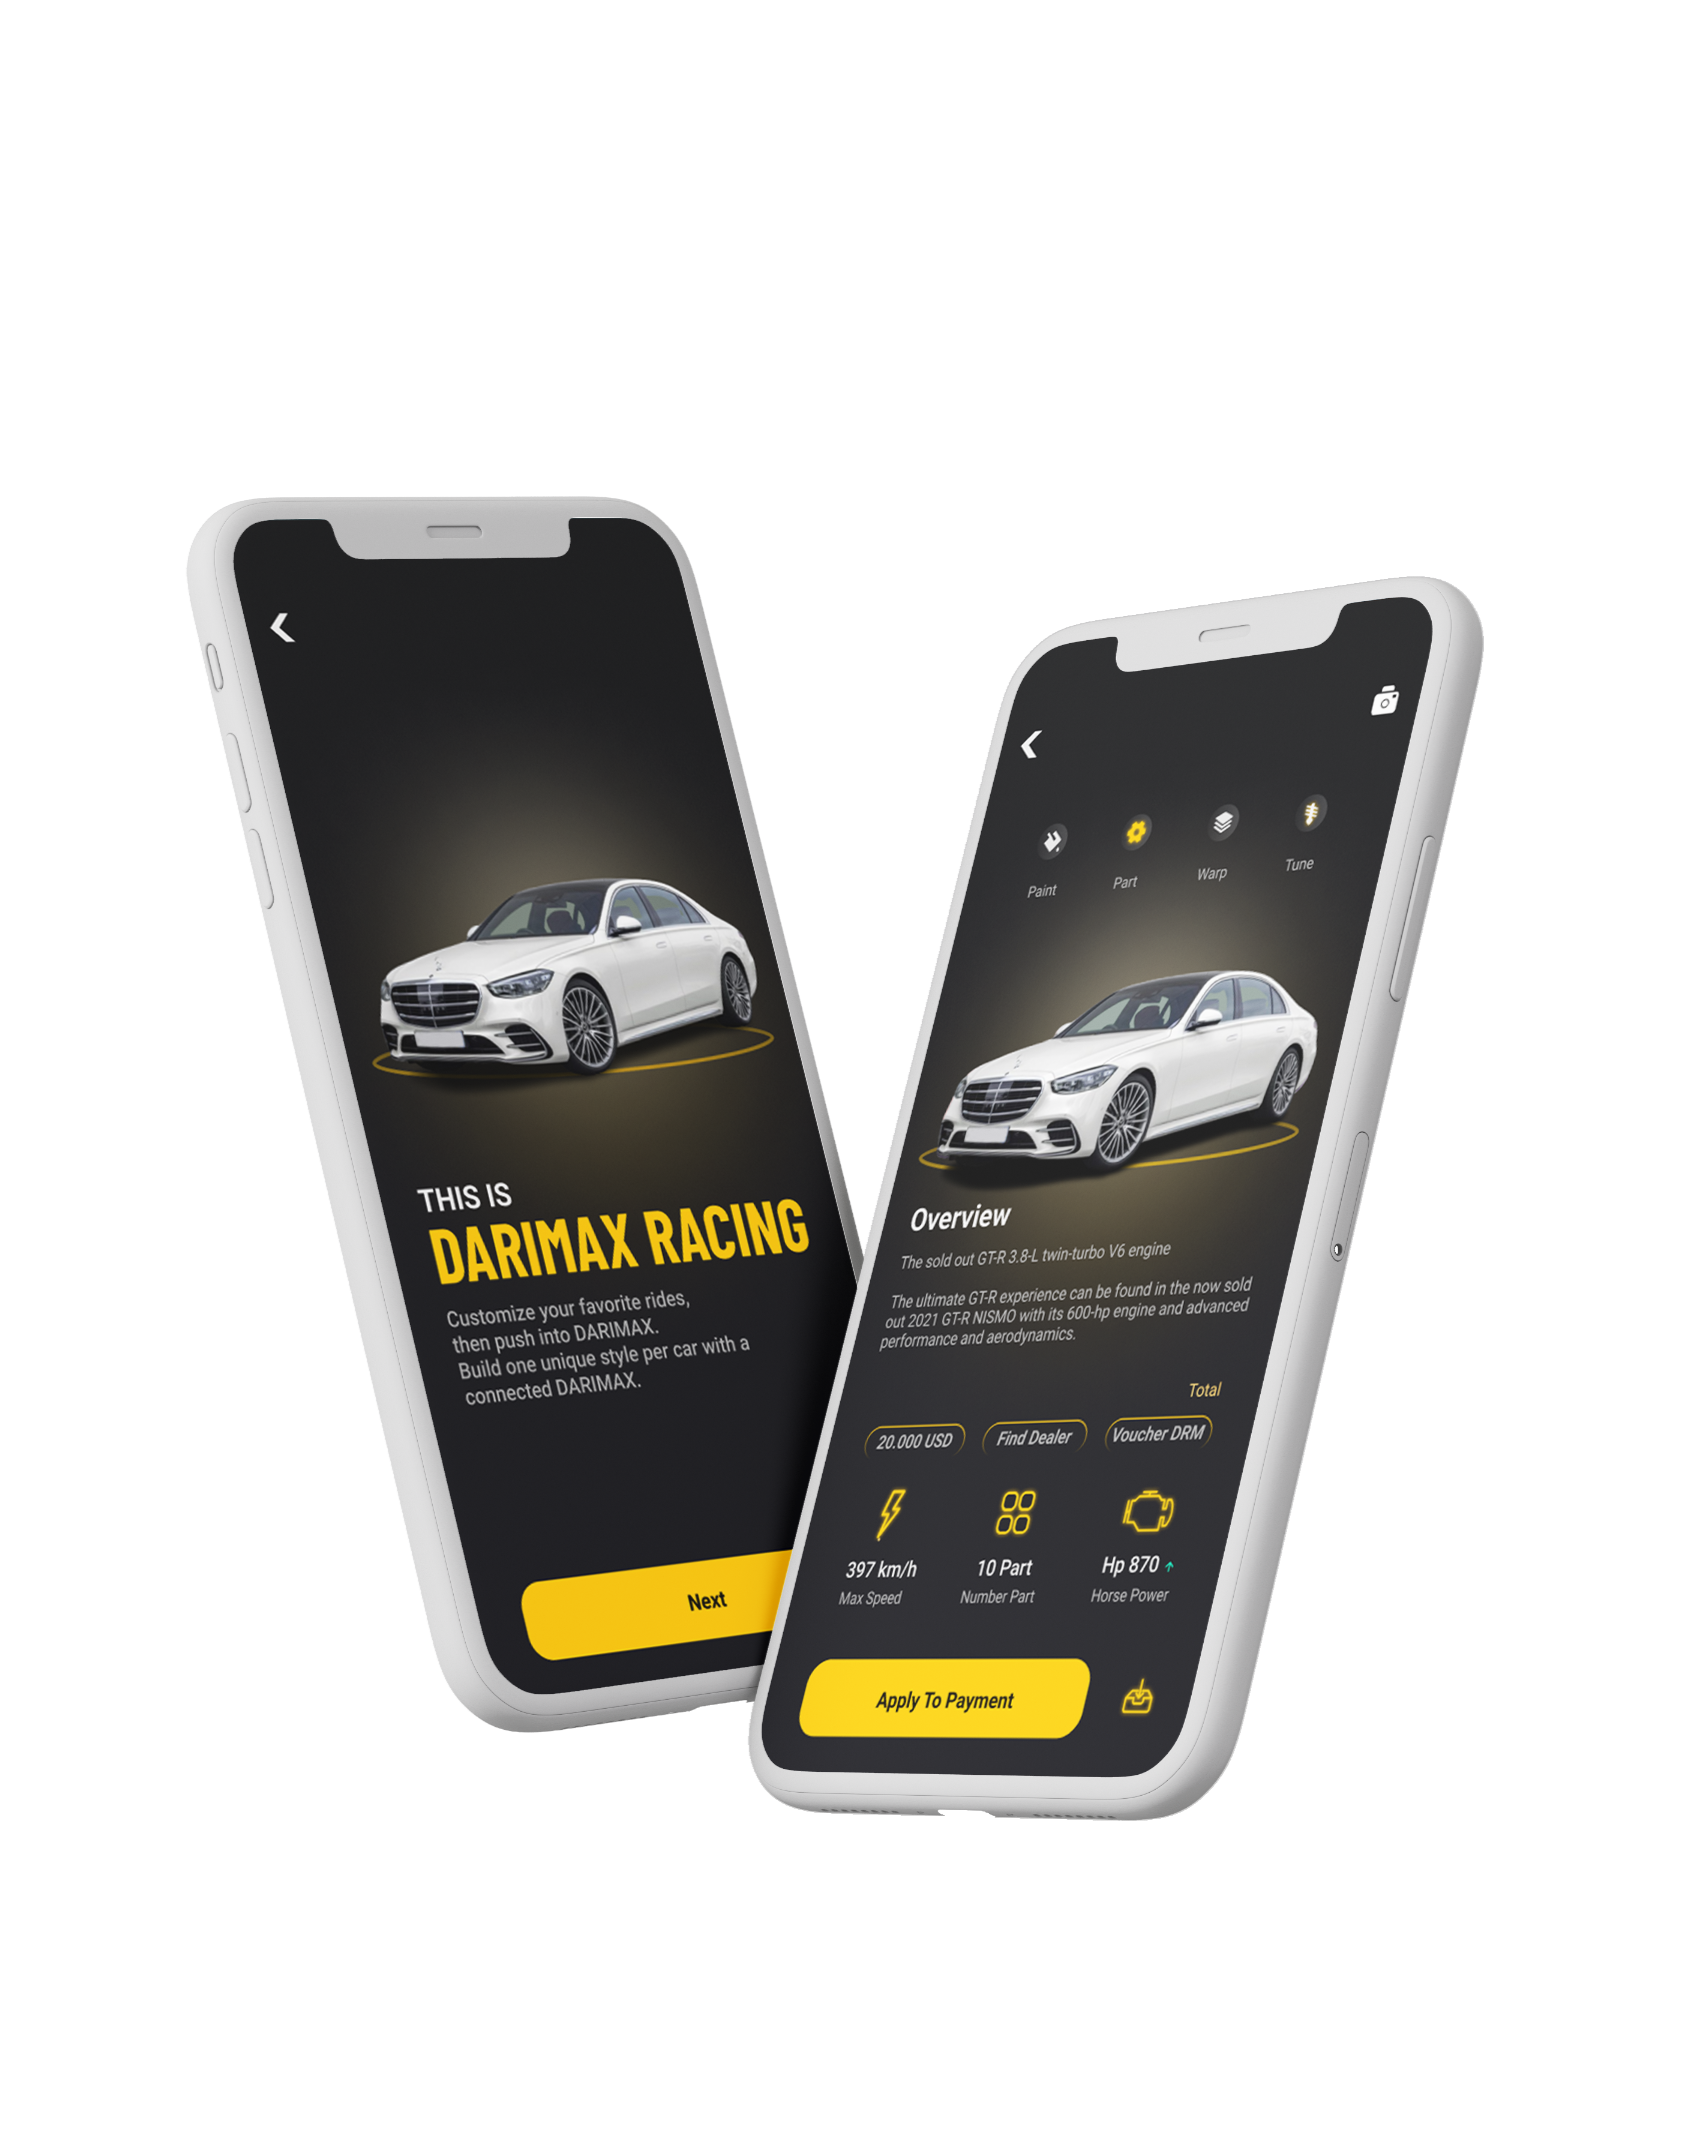 THIS IS
DARIMAX RACING
Customize your favorite rides,
then push into DARIMAX.
Build one unique style per car with a
connected DARIMAX.
Next
Paint
Part
Warp
Tune
Overview
The sold out GT-R 3.8-L twin-turbo V6 engine
The ultimate GT-R experience can be found in the now sold
out 2021 GT-R NISMO with its 600-hp engine and advanced
performance and aerodynamics.
Total
20.000 USD
Find Dealer
Voucher DRM
397 km/h
Max Speed
10 Part
Number Part
Hp 870
Horse Power
Apply To Payment